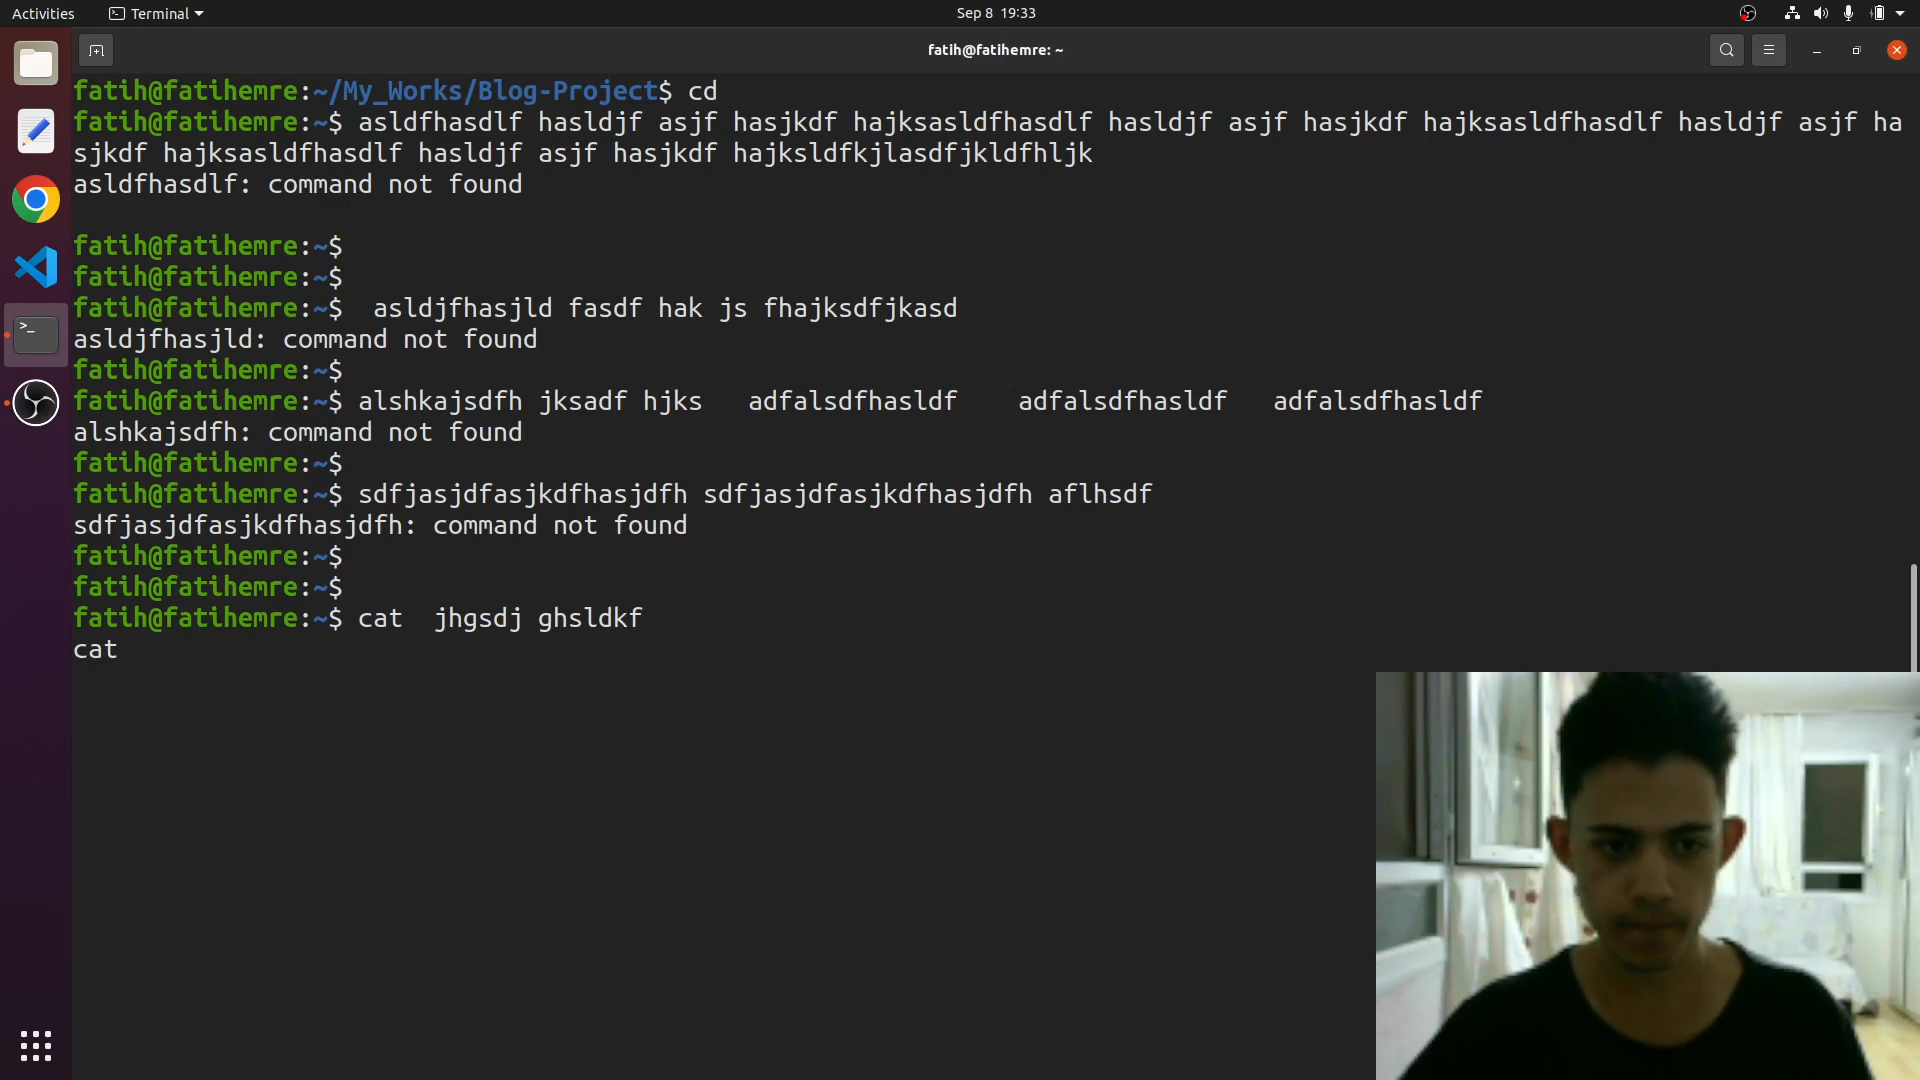 Activities
Terminal
Sep 8 19:33
fatih@fatihemre: ~
fatih@fatihemre:~/My_Works/Blog-Project$ cd
fatih@fatihemre:~$ asldfhasdlf hasldjf asjf hasjkdf hajksasldfhasdlf hasldjf asjf hasjkdf hajksasldfhasdlf hasldjf asjf ha
sjkdf hajksasldfhasdlf hasldjf asjf hasjkdf hajksldfkjlasdfjkldfhljk
asldfhasdlf: command not found
fatih@fatihemre:~$
fatih@fatihemre:~$
fatih@fatihemre:~$  asldjfhasjld fasdf hak js fhajksdfjkasd
asldjfhasjld: command not found
fatih@fatihemre:~$
fatih@fatihemre:~$ alshkajsdfh jksadf hjks   adfalsdfhasldf    adfalsdfhasldf   adfalsdfhasldf
alshkajsdfh: command not found
fatih@fatihemre:~$
fatih@fatihemre:~$ sdfjasjdfasjkdfhasjdfh sdfjasjdfasjkdfhasjdfh aflhsdf
sdfjasjdfasjkdfhasjdfh: command not found
fatih@fatihemre:~$
fatih@fatihemre:~$
fatih@fatihemre:~$ cat  jhgsdj ghsldkf
cat